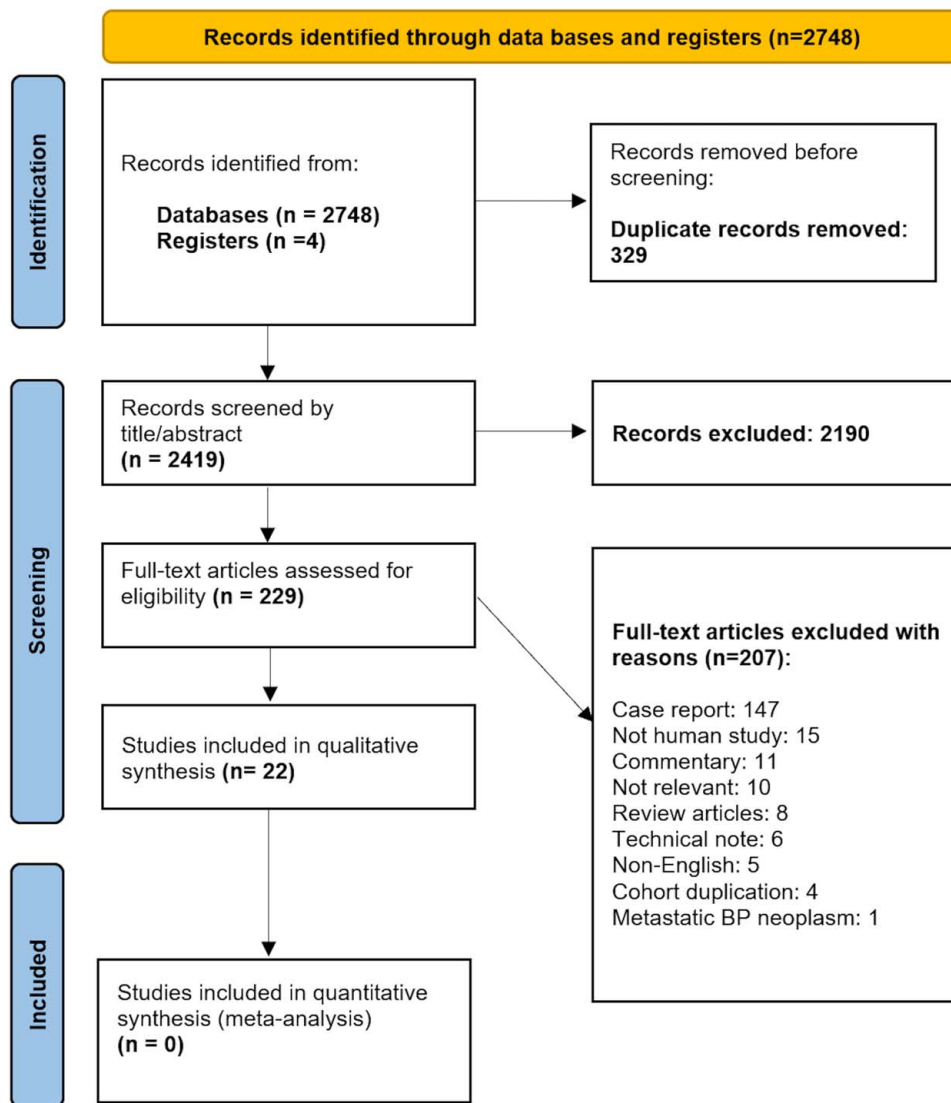 Records identified through data bases and registers (n=2748)
Identification
Records identified from:
Databases (n = 2748)
Registers (n =4)
Records removed before
screening:
Duplicate records removed:
329
Screening
Records screened by
title/abstract
(n = 2419)
Records excluded: 2190
Full-text articles assessed for
eligibility (n = 229)
Full-text articles excluded with
reasons (n=207):
Case report: 147
Not human study: 15
Commentary: 11
Not relevant: 10
Review articles: 8
Technical note: 6
Non-English: 5
Cohort duplication: 4
Metastatic BP neoplasm: 1
Studies included in qualitative
synthesis (n= 22)
Included
Studies included in quantitative
synthesis (meta-analysis)
(n = 0)